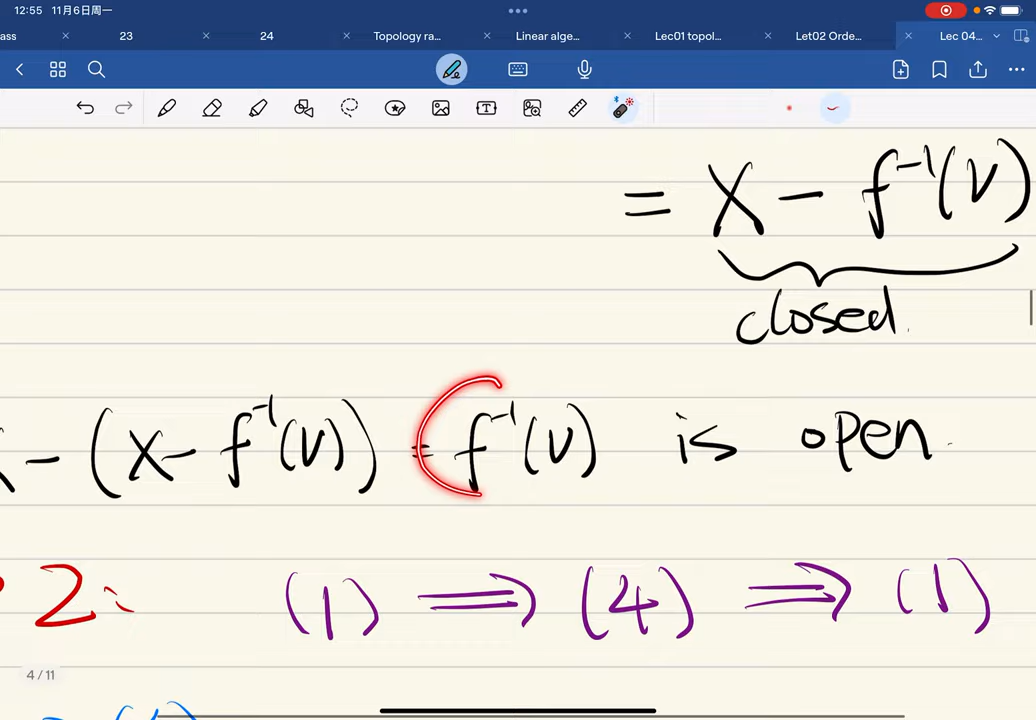 12:55 11月6日周一
ass 23 24 Topology ra... Linear alge... Lec01 topol... Let02 Orde... Lec 04...
= X − f⁻¹(V)
closed.
− (X − f⁻¹(V)) = f⁻¹(V) is open.
2: (1) ⟹ (4) ⟹ (1)
4 / 11